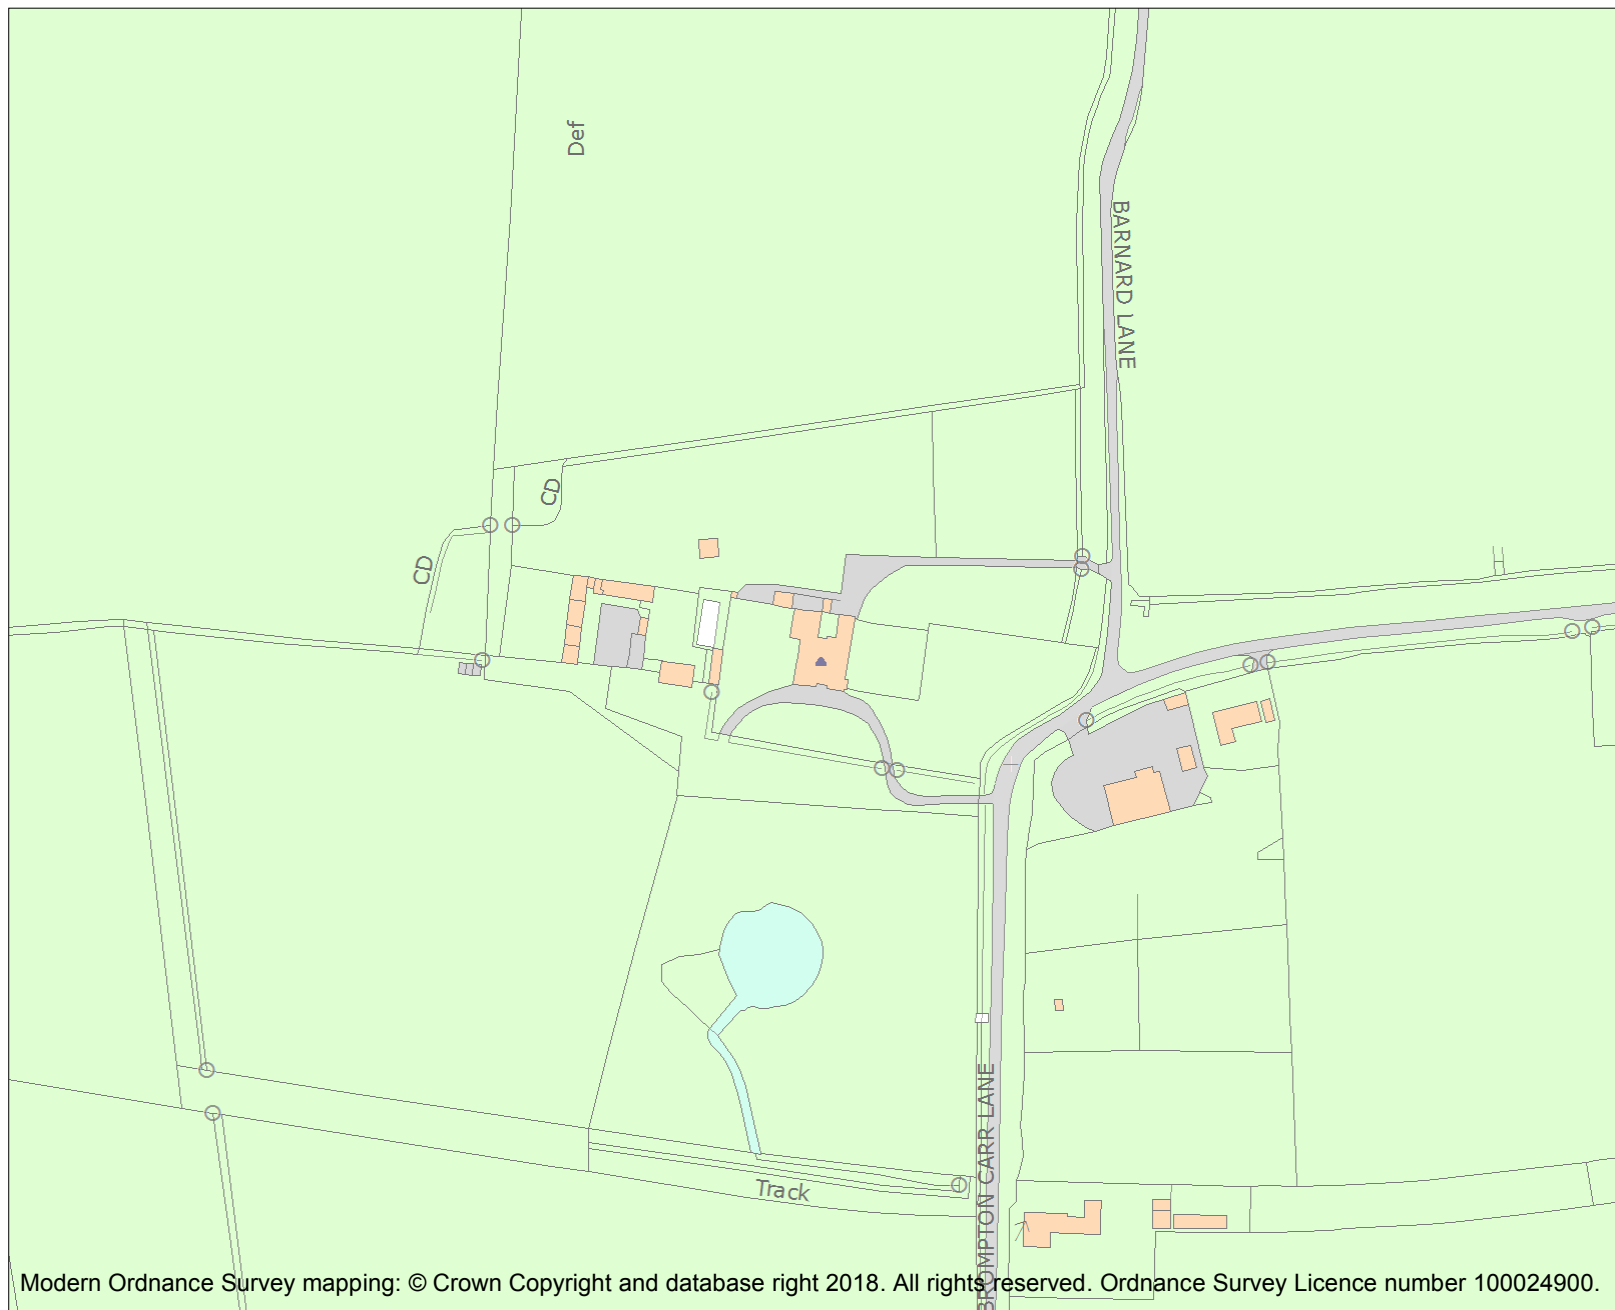 Def
BARNARD LANE
CD
CD
BROMPTON CARR LANE
Track
Modern Ordnance Survey mapping: © Crown Copyright and database right 2018. All rights reserved. Ordnance Survey Licence number 100024900.